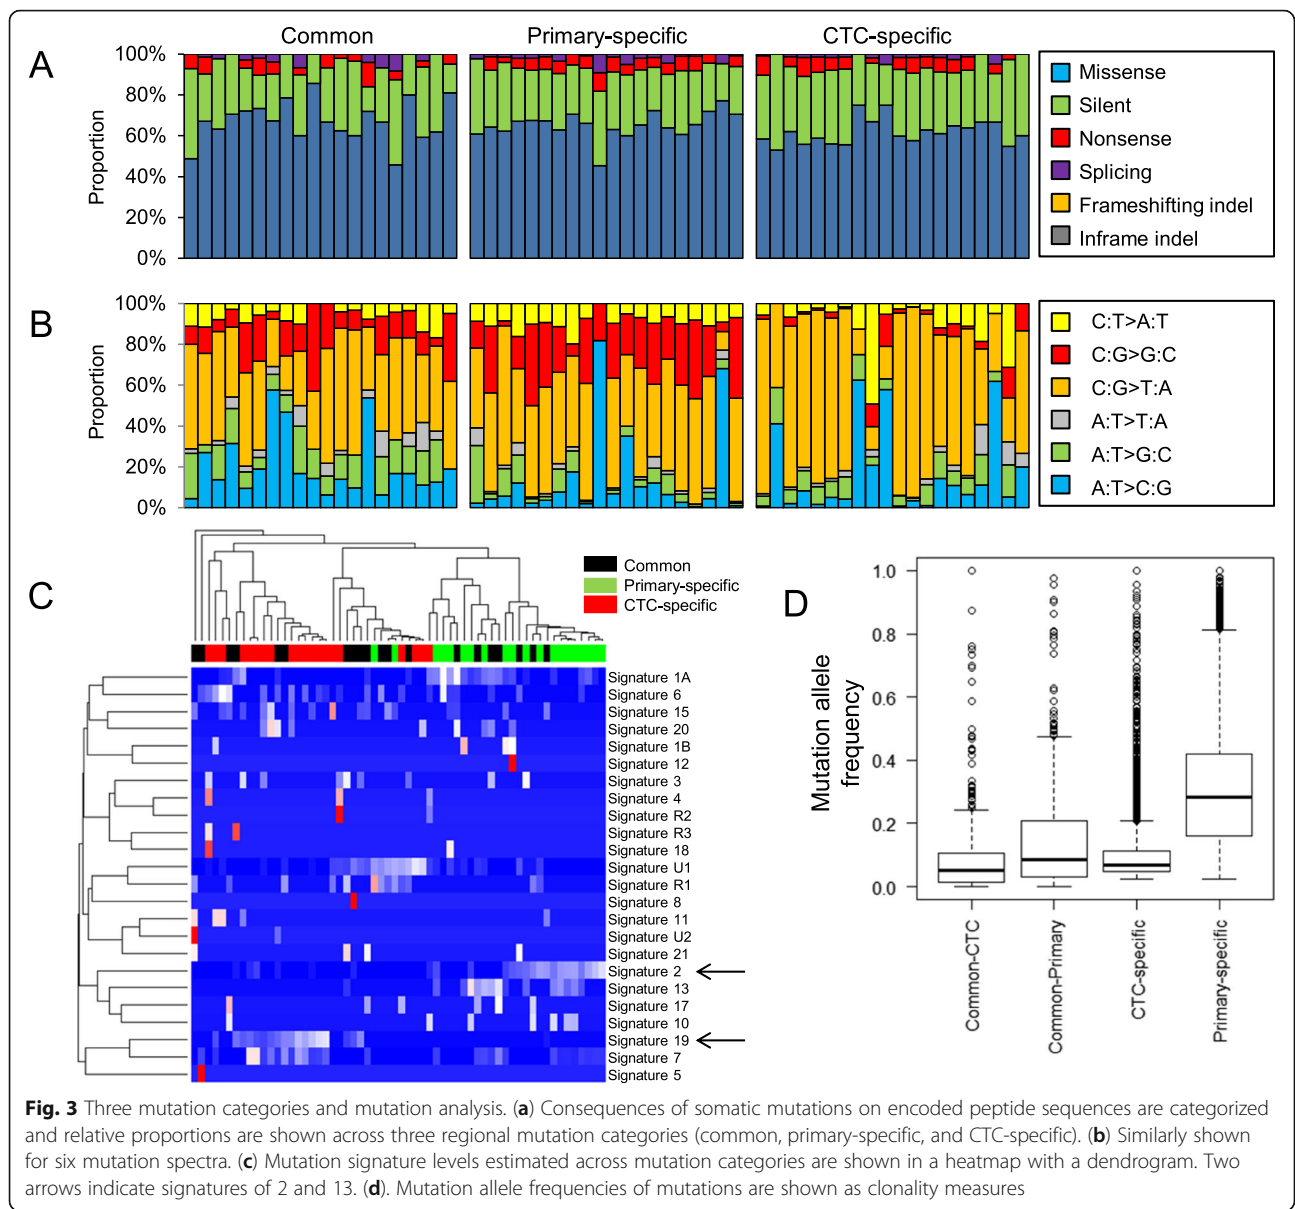 A
Common
Primary-specific
CTC-specific
Proportion
100%
80%
60%
40%
20%
0%
Missense
Silent
Nonsense
Splicing
Frameshifting indel
Inframe indel
B
Proportion
100%
80%
60%
40%
20%
0%
C:T>A:T
C:G>G:C
C:G>T:A
A:T>T:A
A:T>G:C
A:T>C:G
C
Common
Primary-specific
CTC-specific
Signature 1A
Signature 6
Signature 15
Signature 20
Signature 1B
Signature 12
Signature 3
Signature 4
Signature R2
Signature R3
Signature 18
Signature U1
Signature R1
Signature 8
Signature 11
Signature U2
Signature 21
Signature 2
Signature 13
Signature 17
Signature 10
Signature 19
Signature 7
Signature 5
D
Mutation allele
frequency
1.0
0.8
0.6
0.4
0.2
0.0
Common-CTC
Common-Primary
CTC-specific
Primary-specific
Fig. 3 Three mutation categories and mutation analysis. (a) Consequences of somatic mutations on encoded peptide sequences are categorized
and relative proportions are shown across three regional mutation categories (common, primary-specific, and CTC-specific). (b) Similarly shown
for six mutation spectra. (c) Mutation signature levels estimated across mutation categories are shown in a heatmap with a dendrogram. Two
arrows indicate signatures of 2 and 13. (d). Mutation allele frequencies of mutations are shown as clonality measures